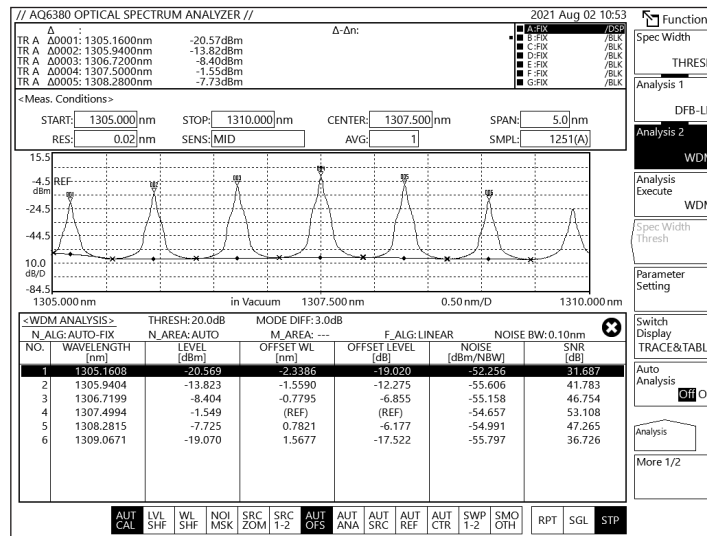 // AQ6380 OPTICAL SPECTRUM ANALYZER // 2021 Aug 02 10:53
Δ : Δ-Δn:
TR A Δ0001: 1305.1600nm -20.57dBm
TR A Δ0002: 1305.9400nm -13.82dBm
TR A Δ0003: 1306.7200nm -8.40dBm
TR A Δ0004: 1307.5000nm -1.55dBm
TR A Δ0005: 1308.2800nm -7.73dBm
A:FIX /DSP
B:FIX /BLK
C:FIX /BLK
D:FIX /BLK
E:FIX /BLK
F:FIX /BLK
G:FIX /BLK
<Meas. Conditions>
START: 1305.000 nm STOP: 1310.000 nm CENTER: 1307.500 nm SPAN: 5.0 nm
RES: 0.02 nm SENS: MID AVG: 1 SMPL: 1251(A)
15.5
-4.5 REF
dBm
-24.5
-44.5
10.0
dB/D
-84.5
001
002
003
004
005
006
1305.000 nm in Vacuum 1307.500 nm 0.50 nm/D 1310.000 nm
<WDM ANALYSIS> THRESH: 20.0dB MODE DIFF: 3.0dB
N_ALG: AUTO-FIX N_AREA: AUTO M_AREA: --- F_ALG: LINEAR NOISE BW: 0.10nm
NO. WAVELENGTH LEVEL OFFSET WL OFFSET LEVEL NOISE SNR
[nm] [dBm] [nm] [dB] [dBm/NBW] [dB]
1 1305.1608 -20.569 -2.3386 -19.020 -52.256 31.687
2 1305.9404 -13.823 -1.5590 -12.275 -55.606 41.783
3 1306.7199 -8.404 -0.7795 -6.855 -55.158 46.754
4 1307.4994 -1.549 (REF) (REF) -54.657 53.108
5 1308.2815 -7.725 0.7821 -6.177 -54.991 47.265
6 1309.0671 -19.070 1.5677 -17.522 -55.797 36.726
AUT CAL
LVL SHF
WL SHF
NOI MSK
SRC ZOM
SRC 1-2
AUT OFS
AUT ANA
AUT SRC
AUT REF
AUT CTR
SWP 1-2
SMO OTH
RPT
SGL
STP
Function
Spec Width
THRESH
Analysis 1
DFB-L
Analysis 2
WDM
Analysis
Execute
WDM
Spec Width
Thresh
Parameter
Setting
Switch
Display
TRACE&TABL
Auto
Analysis
Off O
Analysis
More 1/2